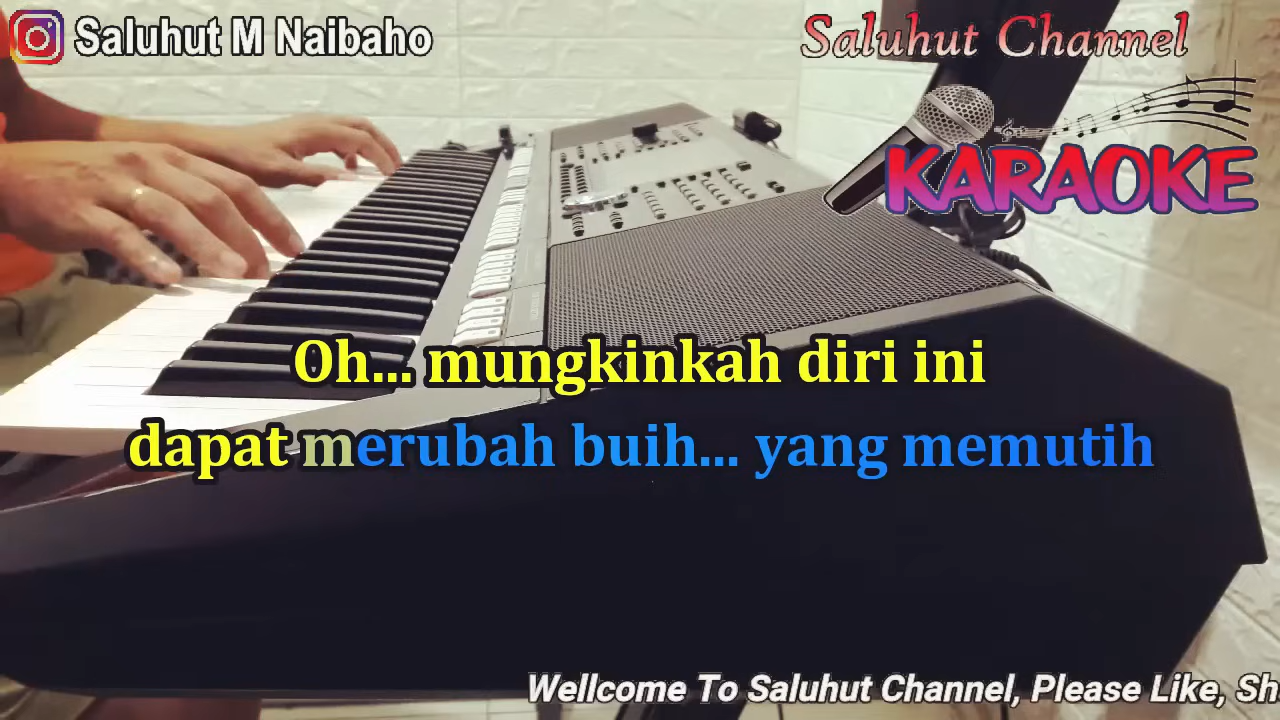 Saluhut M Naibaho
Saluhut Channel
KARAOKE
Oh... mungkinkah diri ini
dapat merubah buih... yang memutih
Wellcome To Saluhut Channel, Please Like, Sh